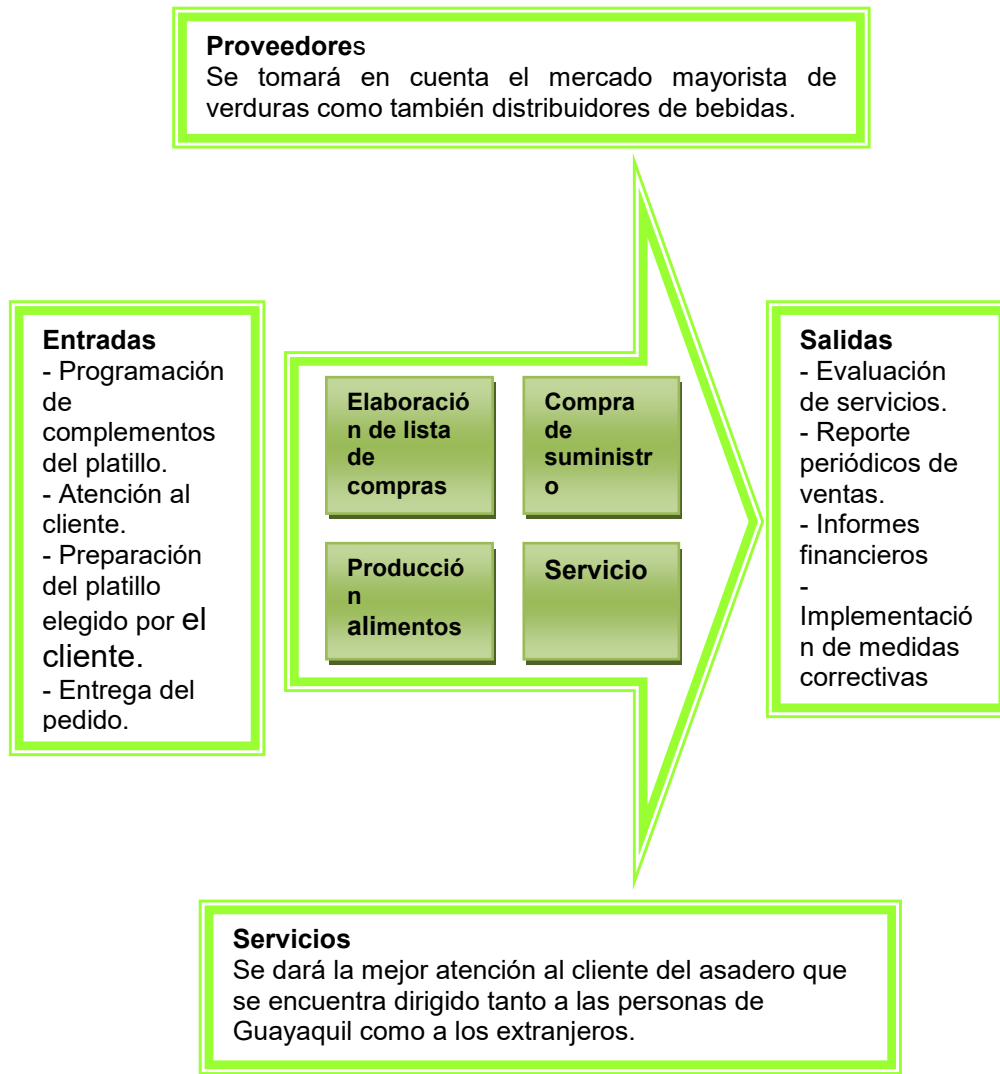 Proveedores
Se tomará en cuenta el mercado mayorista de
verduras como también distribuidores de bebidas.
Entradas
- Programación
de
complementos
del platillo.
- Atención al
cliente.
- Preparación
del platillo
elegido por el
cliente.
- Entrega del
pedido.
Elaboració
n de lista
de
compras
Compra
de
suministr
o
Producció
n
alimentos
Servicio
Salidas
- Evaluación
de servicios.
- Reporte
periódicos de
ventas.
- Informes
financieros
-
Implementació
n de medidas
correctivas
Servicios
Se dará la mejor atención al cliente del asadero que
se encuentra dirigido tanto a las personas de
Guayaquil como a los extranjeros.